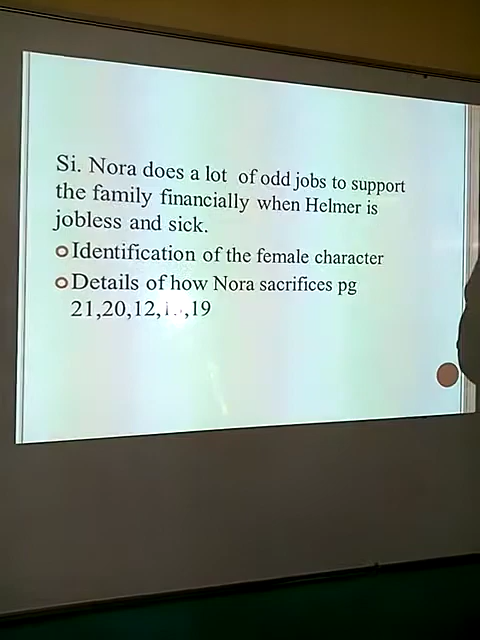 Si. Nora does a lot of odd jobs to support
the family financially when Helmer is
jobless and sick.
Identification of the female character
Details of how Nora sacrifices pg
21,20,12, ,19